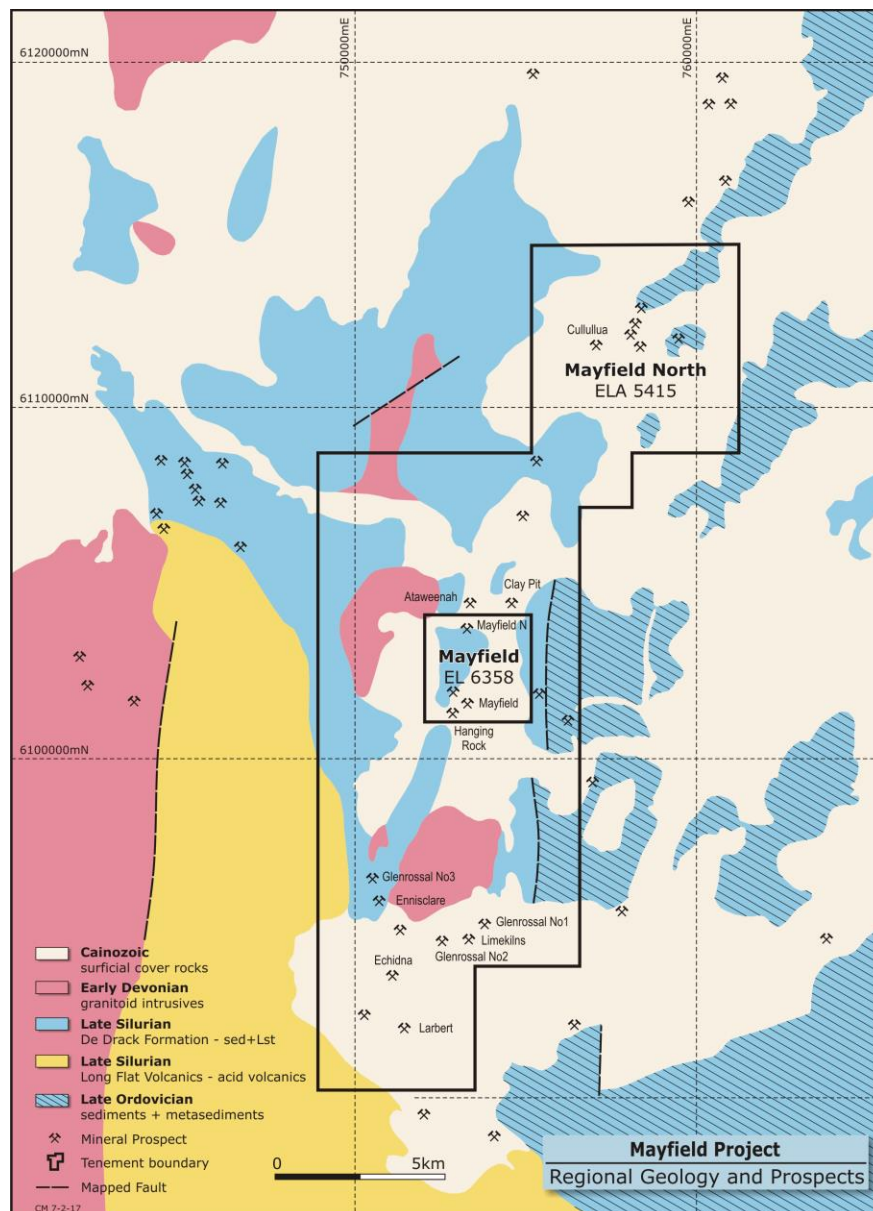 6120000mN
750000mE
760000mE
Cullullua
Mayfield North
ELA 5415
6110000mN
Ataweenah
Clay Pit
Mayfield N
Mayfield
EL 6358
Mayfield
Hanging
Rock
6100000mN
Glenrossal No3
Ennisclare
Glenrossal No1
Limekilns
Glenrossal No2
Echidna
Larbert
Cainozoic
surficial cover rocks
Early Devonian
granitoid intrusives
Late Silurian
De Drack Formation - sed+Lst
Late Silurian
Long Flat Volcanics - acid volcanics
Late Ordovician
sediments + metasediments
Mineral Prospect
Tenement boundary
Mapped Fault
CM 7-2-17
0
5km
Mayfield Project
Regional Geology and Prospects